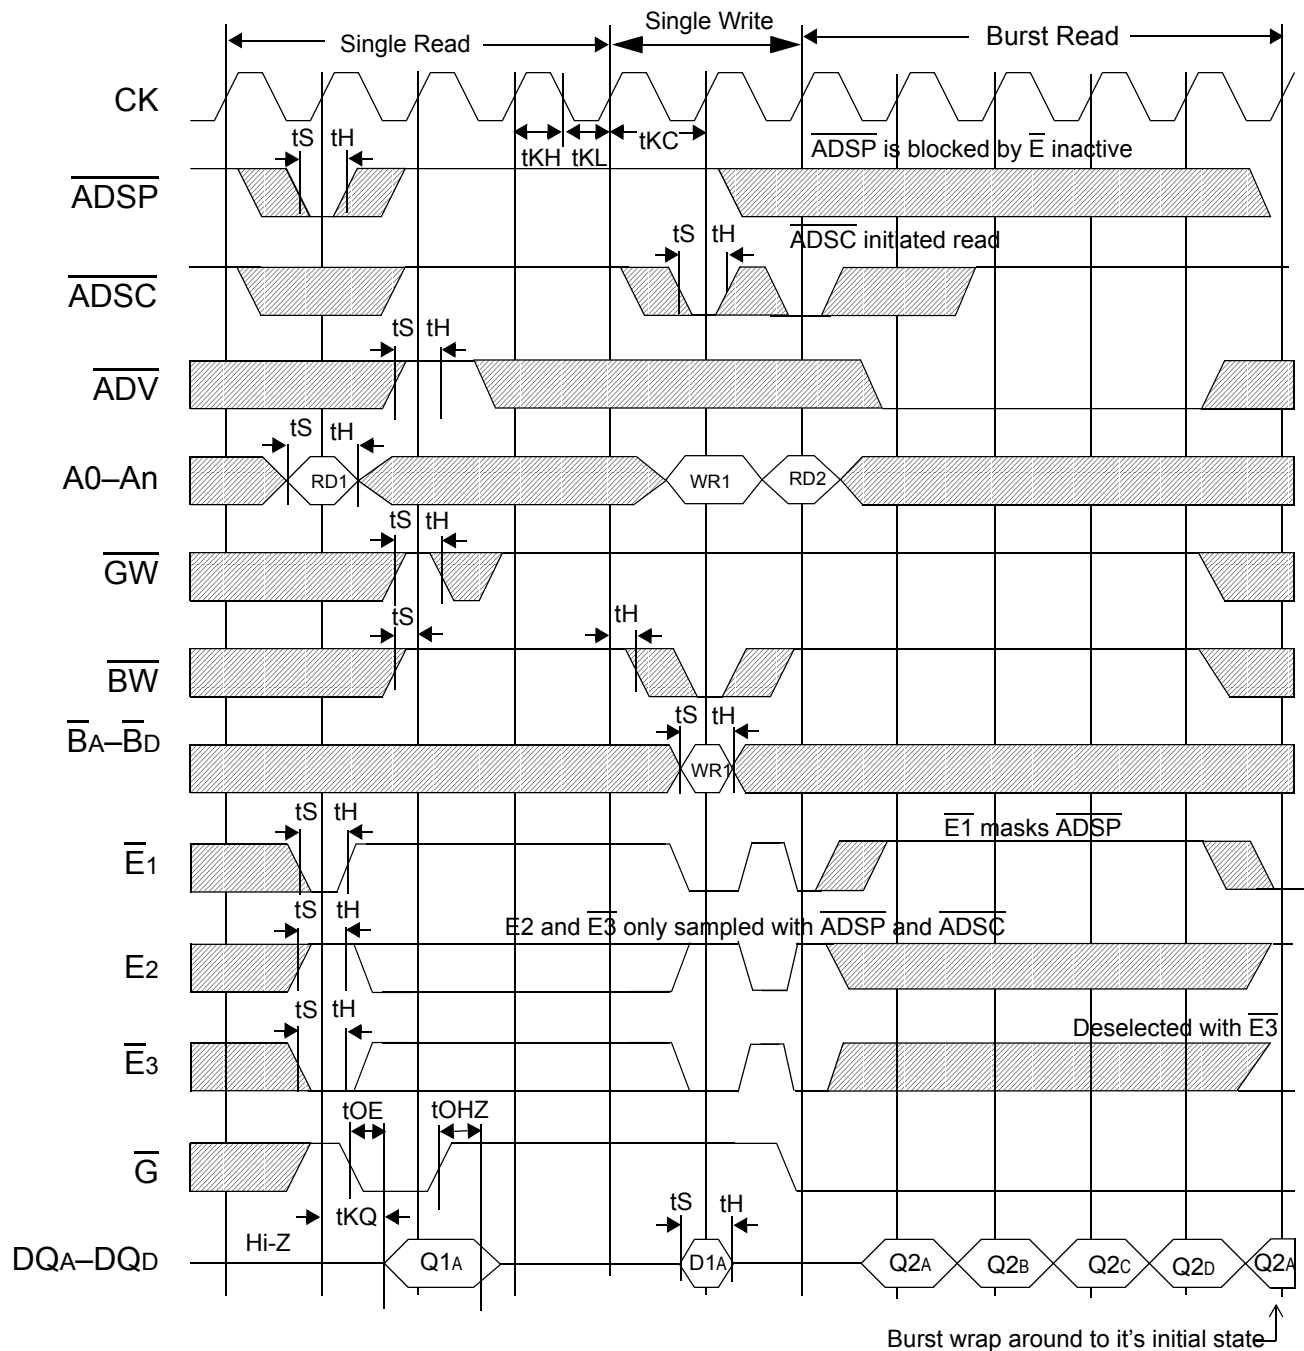 Single Read
Single Write
Burst Read
CK
tS tH
tKH tKL tKC
ADSP is blocked by E inactive
ADSP
tS tH
ADSC initiated read
ADSC
tS tH
ADV
tS tH
A0–An
RD1 WR1 RD2
tS tH
GW
tS tH
BW
tS tH
BA–BD
WR1
tS tH
E1 masks ADSP
E1
tS tH
E2 and E3 only sampled with ADSP and ADSC
E2
tS tH
Deselected with E3
E3
tOE tOHZ
G
tKQ
tS tH
Hi-Z
DQA–DQD
Q1A D1A Q2A Q2B Q2C Q2D Q2A
Burst wrap around to it's initial state